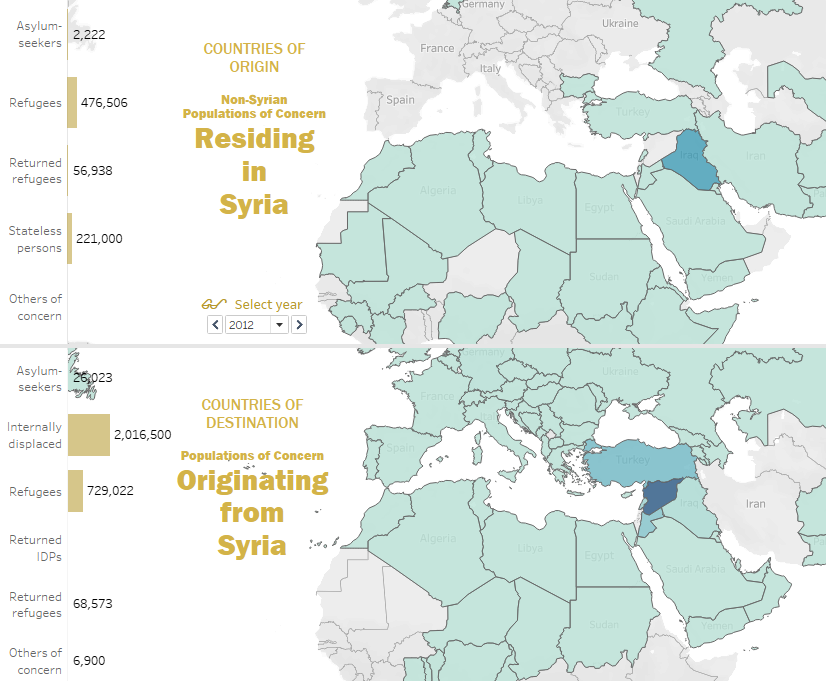 Asylum-
seekers
2,222
Refugees
476,506
Returned
refugees
56,938
Stateless
persons
221,000
Others of
concern
COUNTRIES OF
ORIGIN
Non-Syrian
Populations of Concern
Residing
in
Syria
Select year
2012
Germany
Ukraine
France
Italy
Spain
Turkey
Iraq
Iran
Algeria
Libya
Egypt
Saudi Arabia
Sudan
Yemen
Asylum-
seekers
26,023
Internally
displaced
2,016,500
Refugees
729,022
Returned
IDPs
Returned
refugees
68,573
Others of
concern
6,900
COUNTRIES OF
DESTINATION
Populations of Concern
Originating
from
Syria
Germany
Ukraine
France
Spain
Turkey
Iraq
Iran
Algeria
Libya
Egypt
Saudi Arabia
Sudan
Yemen